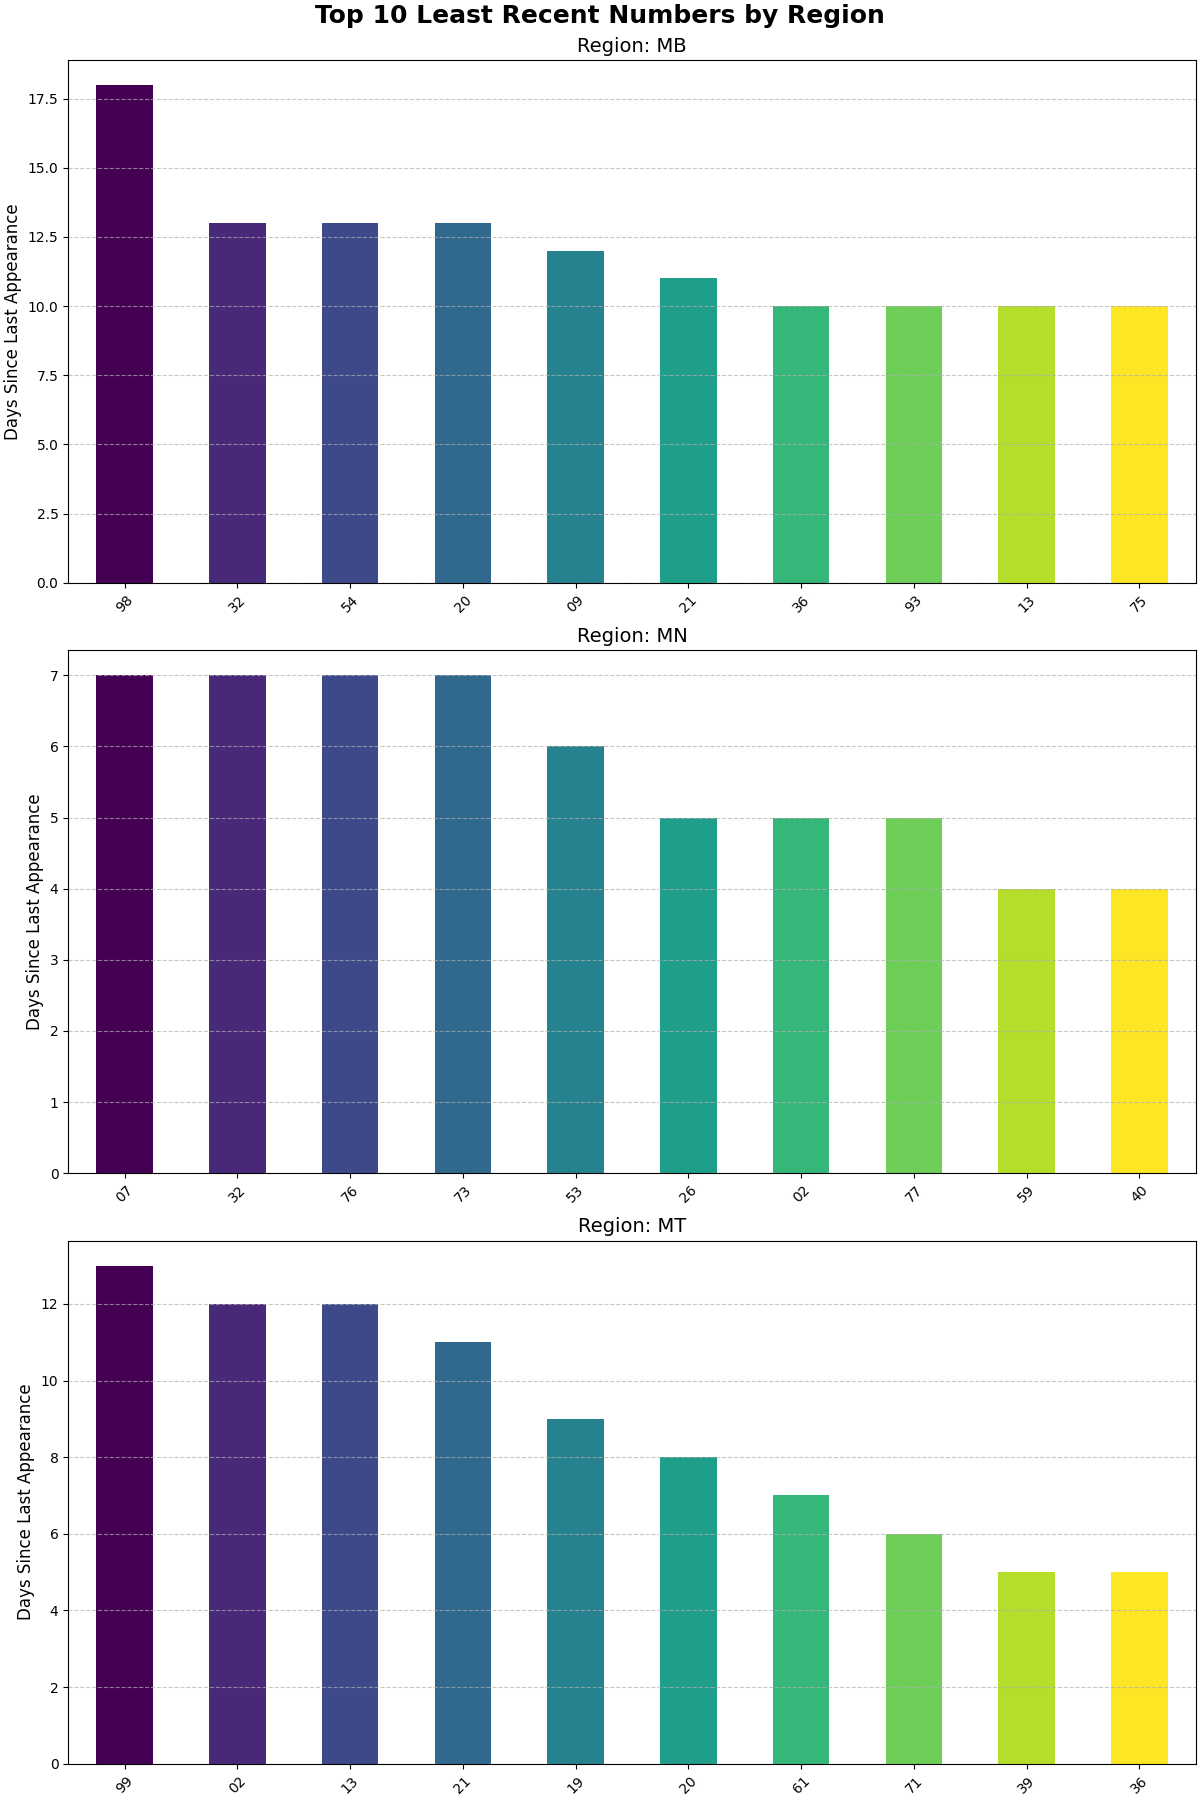 Top 10 Least Recent Numbers by Region
Region: MB
Days Since Last Appearance
17.5
15.0
12.5
10.0
7.5
5.0
2.5
0.0
98 32 54 20 09 21 36 93 13 75
Region: MN
Days Since Last Appearance
7
6
5
4
3
2
1
0
07 32 76 73 53 26 02 77 59 40
Region: MT
Days Since Last Appearance
12
10
8
6
4
2
0
99 02 13 21 19 20 61 71 39 36